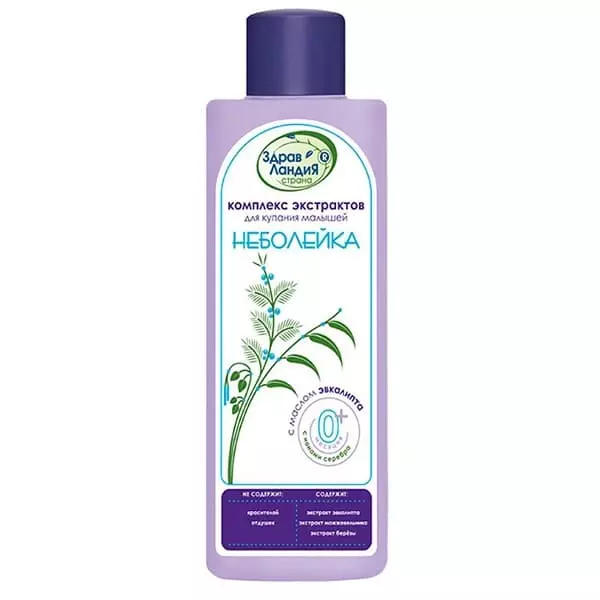 Здрав
Ландия ®
страна
комплекс экстрактов
для купания малышей
НЕБОЛЕЙКА
с маслом эвкалипта
0+
месяцев
с ионами серебра
НЕ СОДЕРЖИТ:
красителей
отдушек
СОДЕРЖИТ:
экстракт эвкалипта
экстракт можжевельника
экстракт берёзы